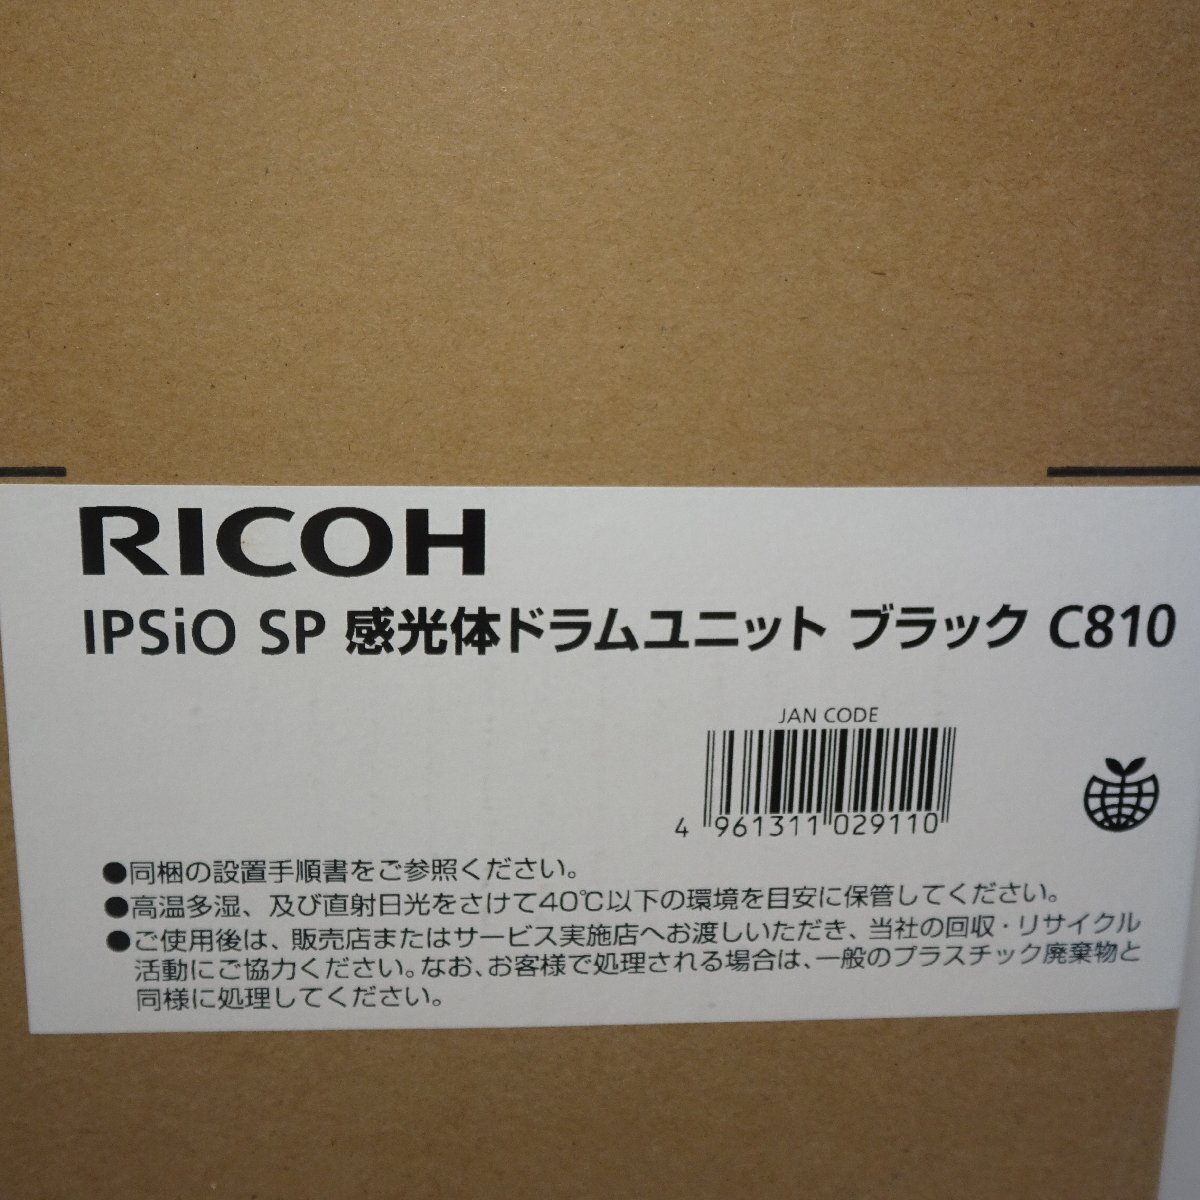 RICOH
IPSiO SP 感光体ドラムユニット ブラック C810
JAN CODE
4 961311 029110
●同梱の設置手順書をご参照ください。
●高温多湿、及び直射日光をさけて40℃以下の環境を目安に保管してください。
●ご使用後は、販売店またはサービス実施店へお渡しいただき、当社の回収・リサイクル
活動にご協力ください。なお、お客様で処理される場合は、一般のプラスチック廃棄物と
同様に処理してください。